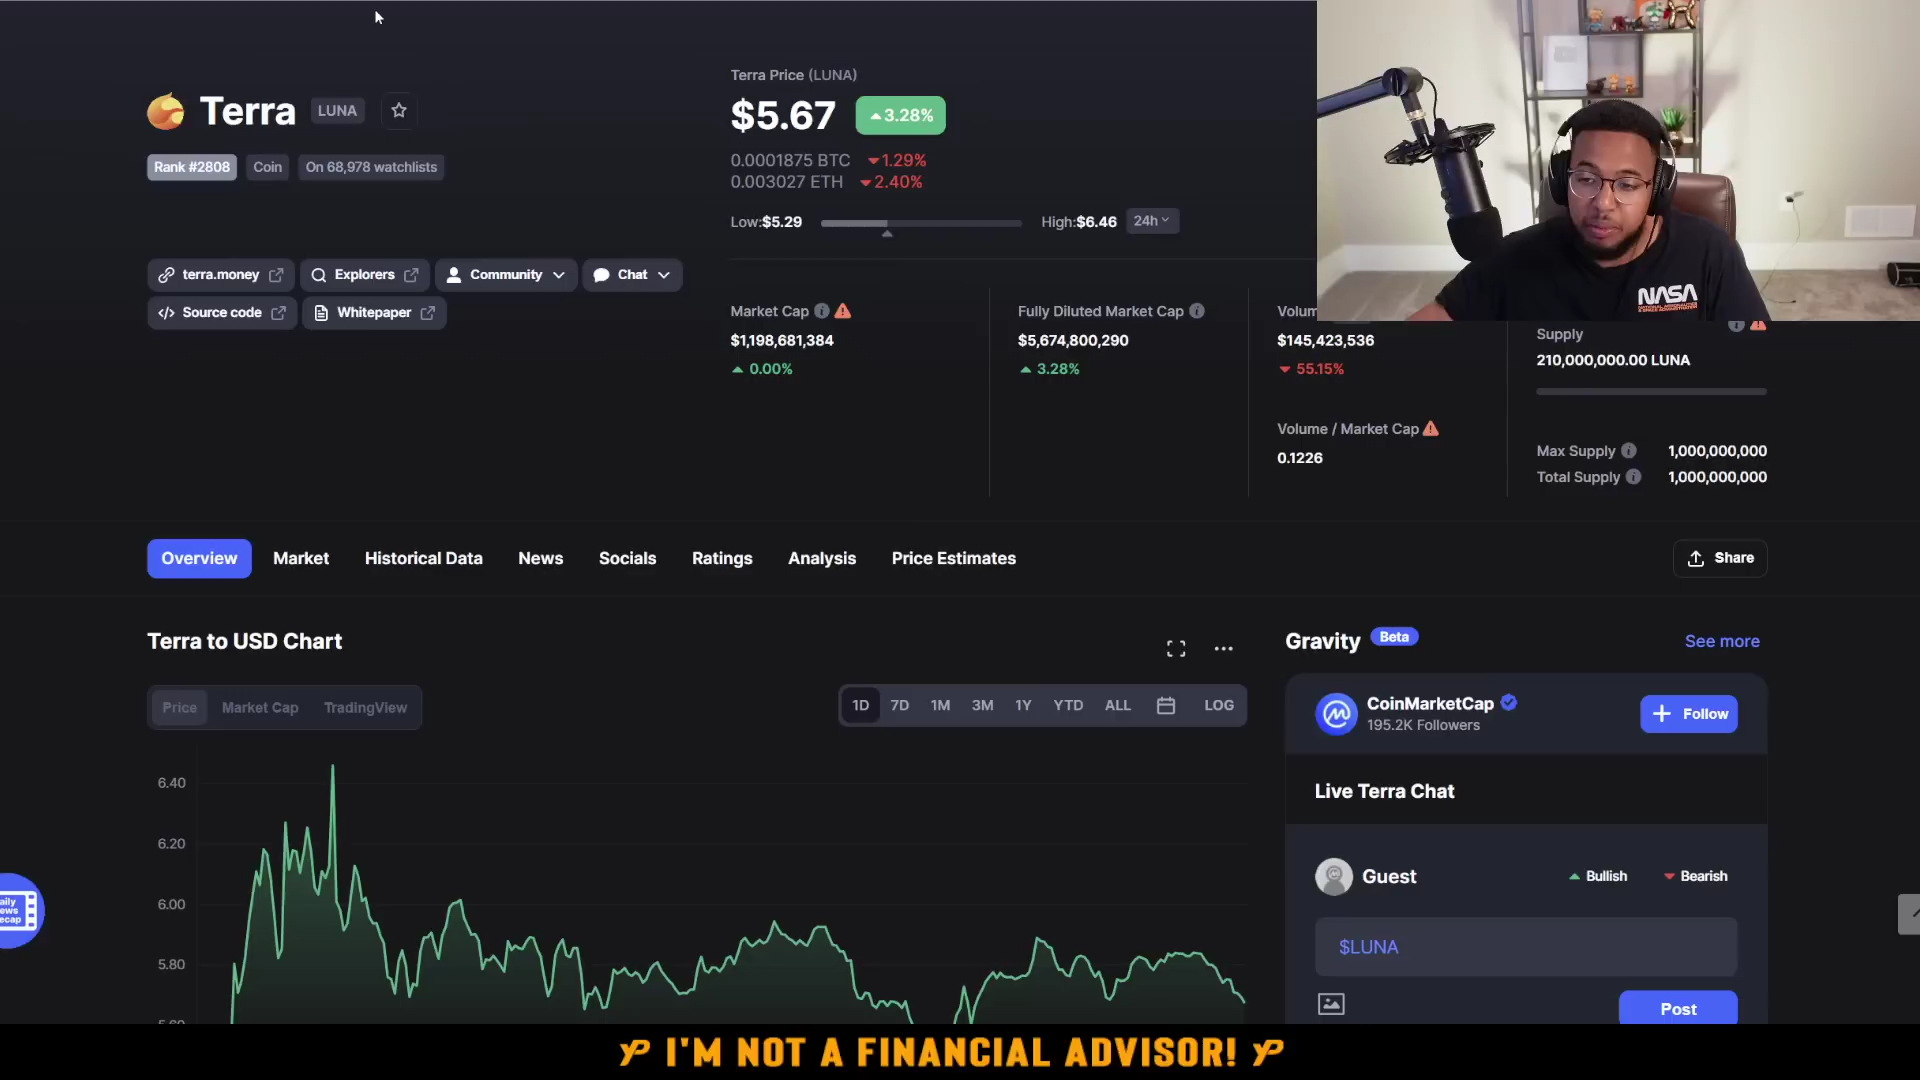 Terra LUNA
Rank #2808 Coin On 68,978 watchlists
terra.money Explorers Community Chat
Source code Whitepaper
Terra Price (LUNA)
$5.67 3.28%
0.0001875 BTC 1.29%
0.003027 ETH 2.40%
Low:$5.29 High:$6.46 24h
Market Cap
$1,198,681,384
0.00%
Fully Diluted Market Cap
$5,674,800,290
3.28%
$145,423,536
55.15%
Volume / Market Cap
0.1226
NASA
Supply
210,000,000.00 LUNA
Max Supply 1,000,000,000
Total Supply 1,000,000,000
Overview Market Historical Data News Socials Ratings Analysis Price Estimates Share
Terra to USD Chart
Price Market Cap TradingView
1D 7D 1M 3M 1Y YTD ALL LOG
6.40
6.20
6.00
5.80
Gravity Beta See more
CoinMarketCap
195.2K Followers
+ Follow
Live Terra Chat
Guest Bullish Bearish
$LUNA
Post
I'M NOT A FINANCIAL ADVISOR!